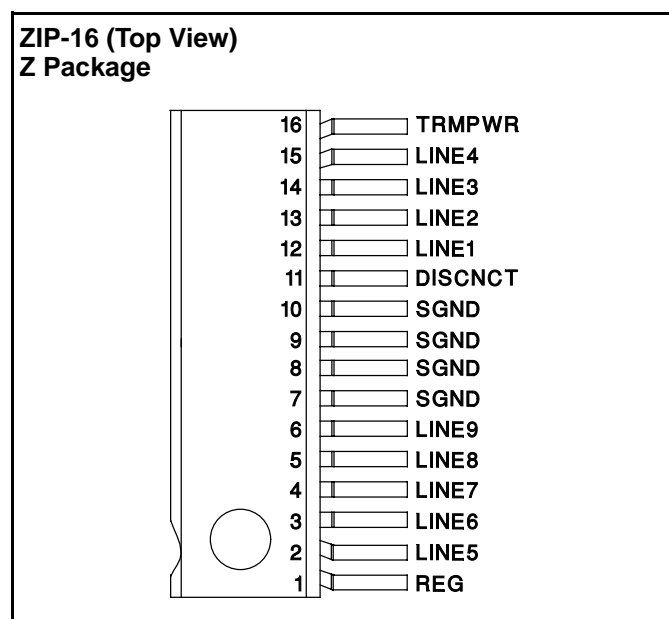 ZIP-16 (Top View)
Z Package
16 TRMPWR
15 LINE4
14 LINE3
13 LINE2
12 LINE1
11 DISCNCT
10 SGND
9 SGND
8 SGND
7 SGND
6 LINE9
5 LINE8
4 LINE7
3 LINE6
2 LINE5
1 REG